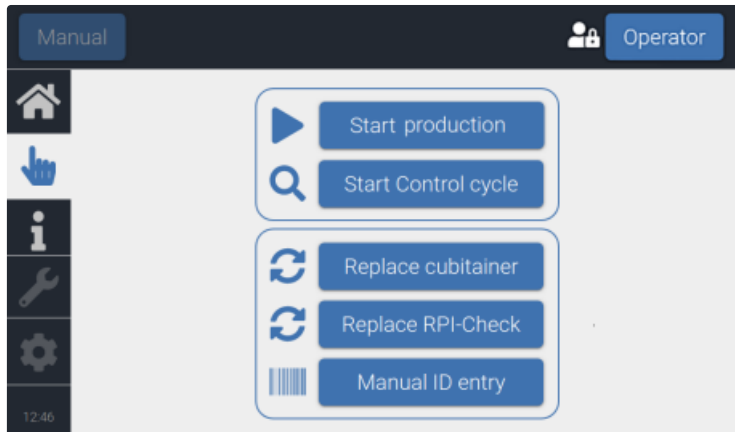 Manual
Operator
Start production
Start Control cycle
Replace cubitainer
Replace RPI-Check
Manual ID entry
12:46